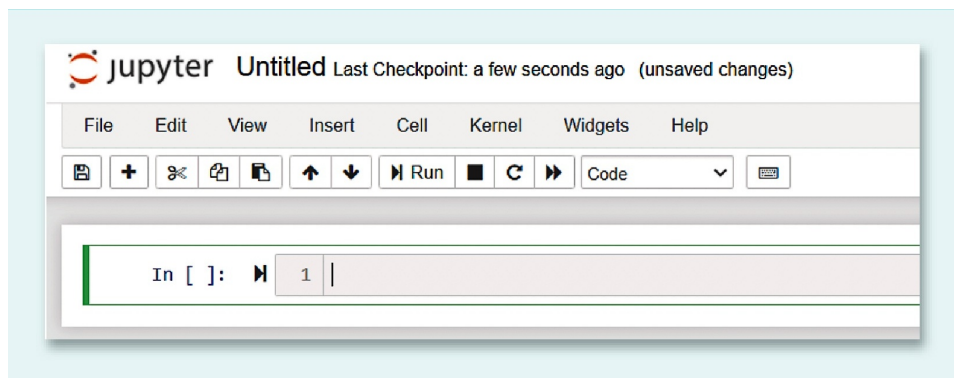 jupyter Untitled Last Checkpoint: a few seconds ago (unsaved changes)
File Edit View Insert Cell Kernel Widgets Help
Run Code
In [ ]: 1